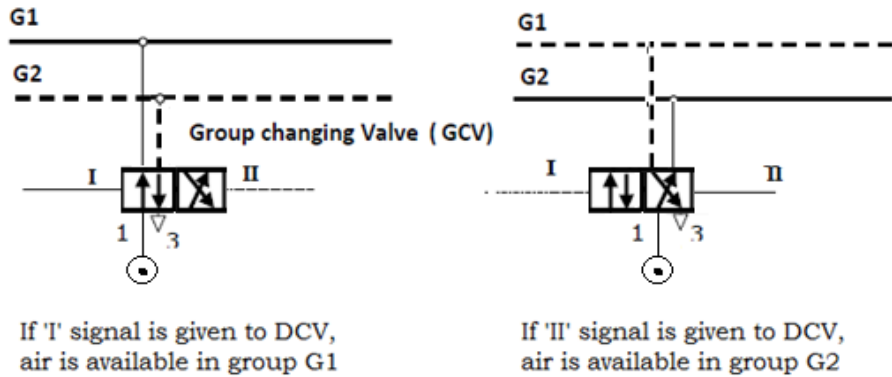 G1
G2
Group changing Valve ( GCV)
I
II
1
3
If 'I' signal is given to DCV,
air is available in group G1
G1
G2
I
II
1
3
If 'II' signal is given to DCV,
air is available in group G2